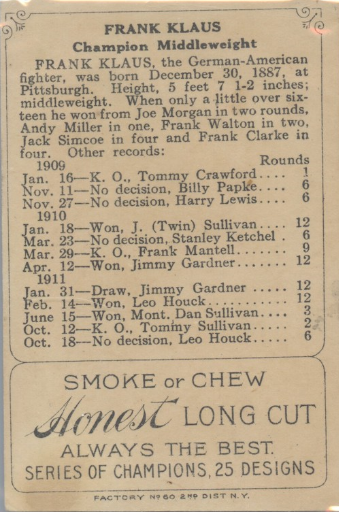 FRANK KLAUS
Champion Middleweight
FRANK KLAUS, the German-American
fighter, was born December 30, 1887, at
Pittsburgh. Height, 5 feet 7 1-2 inches;
middleweight. When only a little over six-
teen he won from Joe Morgan in two rounds,
Andy Miller in one, Frank Walton in two,
Jack Simcoe in four and Frank Clarke in
four. Other records:
1909 Rounds
Jan. 16—K. O., Tommy Crawford.... 1
Nov. 11—No decision, Billy Papke.... 6
Nov. 27—No decision, Harry Lewis.... 6
1910
Jan. 18—Won, J. (Twin) Sullivan.... 12
Mar. 23—No decision, Stanley Ketchel . 6
Mar. 29—K. O., Frank Mantell....... 9
Apr. 12—Won, Jimmy Gardner........ 12
1911
Jan. 31—Draw, Jimmy Gardner ..... 12
Feb. 14—Won, Leo Houck.......... 12
June 15—Won, Mont. Dan Sullivan.... 3
Oct. 12—K. O., Tommy Sullivan..... 2
Oct. 18—No decision, Leo Houck..... 6
SMOKE or CHEW
Honest LONG CUT
ALWAYS THE BEST.
SERIES OF CHAMPIONS, 25 DESIGNS
FACTORY No 60 2ND DIST N.Y.